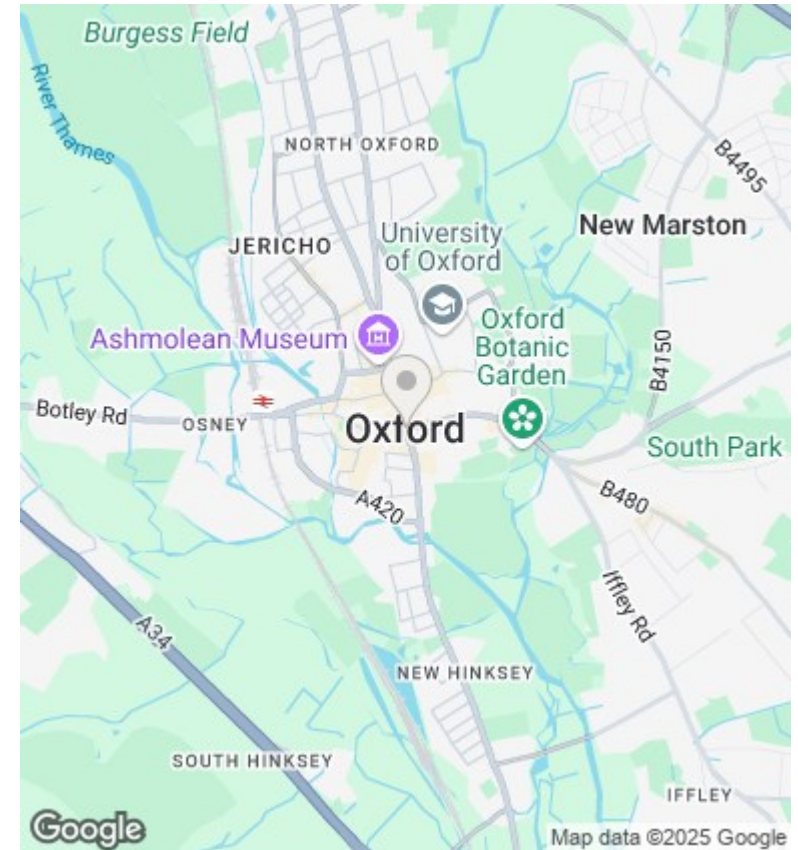 Burgess Field
River Thames
NORTH OXFORD
B4495
New Marston
JERICHO
University
of Oxford
Ashmolean Museum
Oxford
Botanic
Garden
B4150
Botley Rd
OSNEY
Oxford
South Park
A420
B480
Iffley Rd
A34
NEW HINKSEY
SOUTH HINKSEY
IFFLEY
Google
Map data ©2025 Google